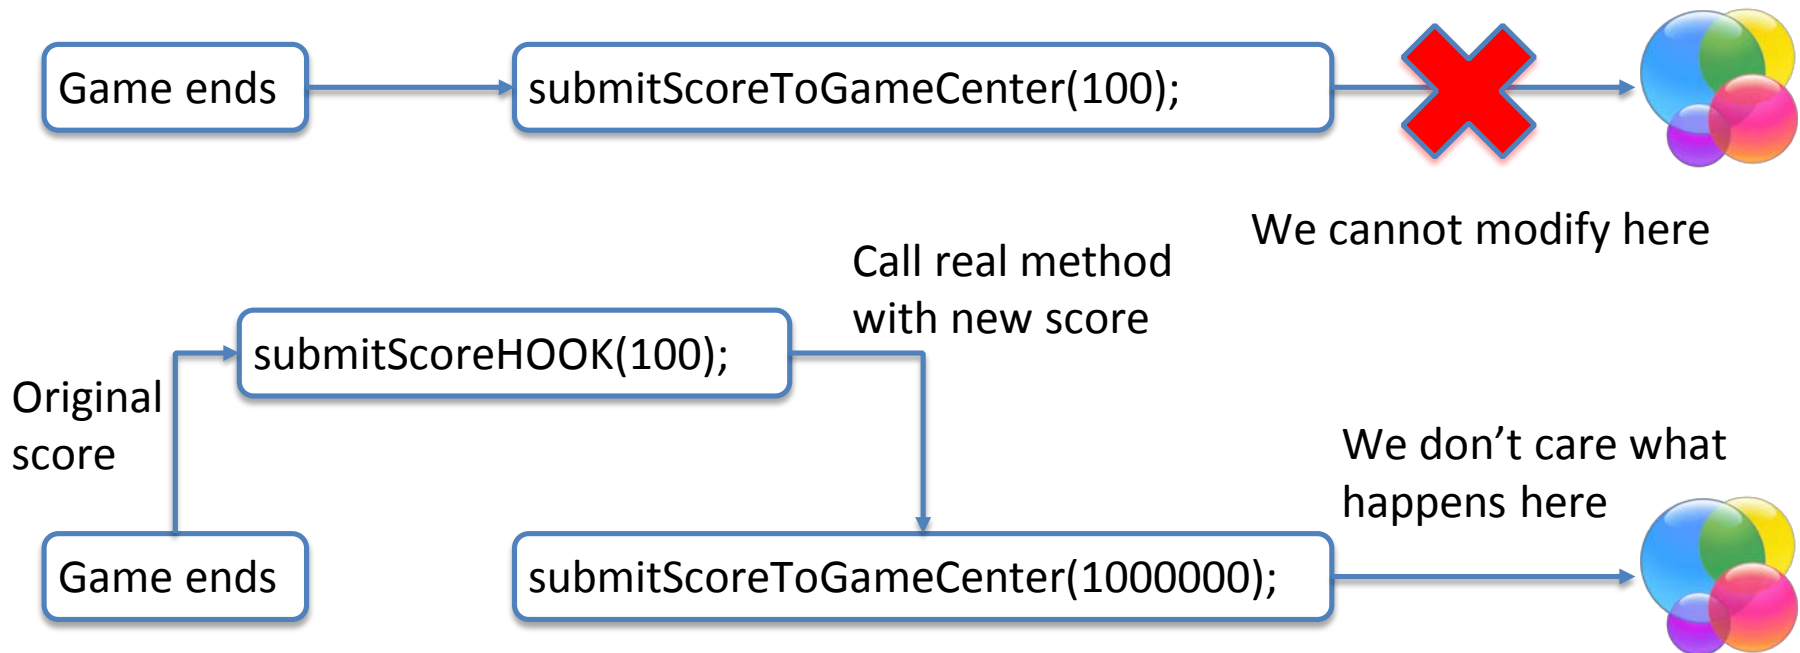 Game ends
submitScoreToGameCenter(100);
We cannot modify here
Call real method
with new score
submitScoreHOOK(100);
Original
score
We don’t care what
happens here
Game ends
submitScoreToGameCenter(1000000);